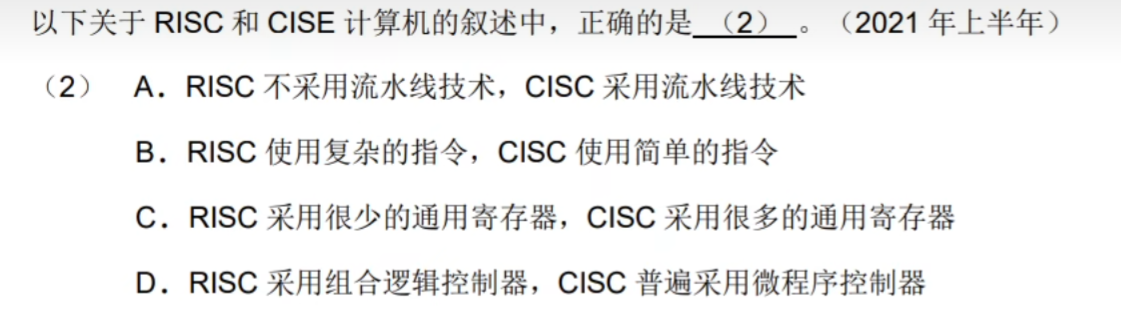 以下关于 RISC 和 CISE 计算机的叙述中，正确的是 （2） 。（2021 年上半年）
（2） A．RISC 不采用流水线技术，CISC 采用流水线技术
B．RISC 使用复杂的指令，CISC 使用简单的指令
C．RISC 采用很少的通用寄存器，CISC 采用很多的通用寄存器
D．RISC 采用组合逻辑控制器，CISC 普遍采用微程序控制器